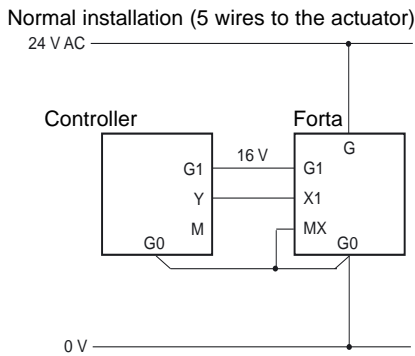 Normal installation (5 wires to the actuator)
24 V AC
Controller
Forta
G
G1
16 V
G1
Y
X1
M
MX
G0
G0
0 V